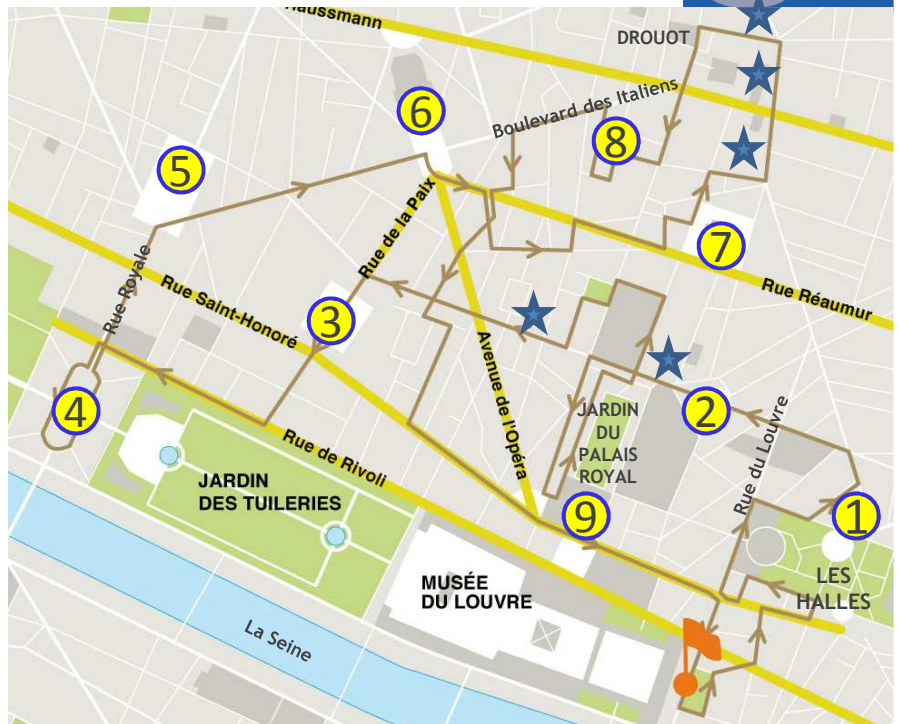 Haussmann
DROUOT
Boulevard des Italiens
6
8
5
Rue de la Paix
7
Rue Royale
Rue Saint-Honoré
Rue Réaumur
3
Avenue de l'Opéra
4
2
JARDIN
DU
PALAIS
ROYAL
Rue du Louvre
Rue de Rivoli
JARDIN
DES TUILERIES
9
1
MUSÉE
DU LOUVRE
LES
HALLES
La Seine